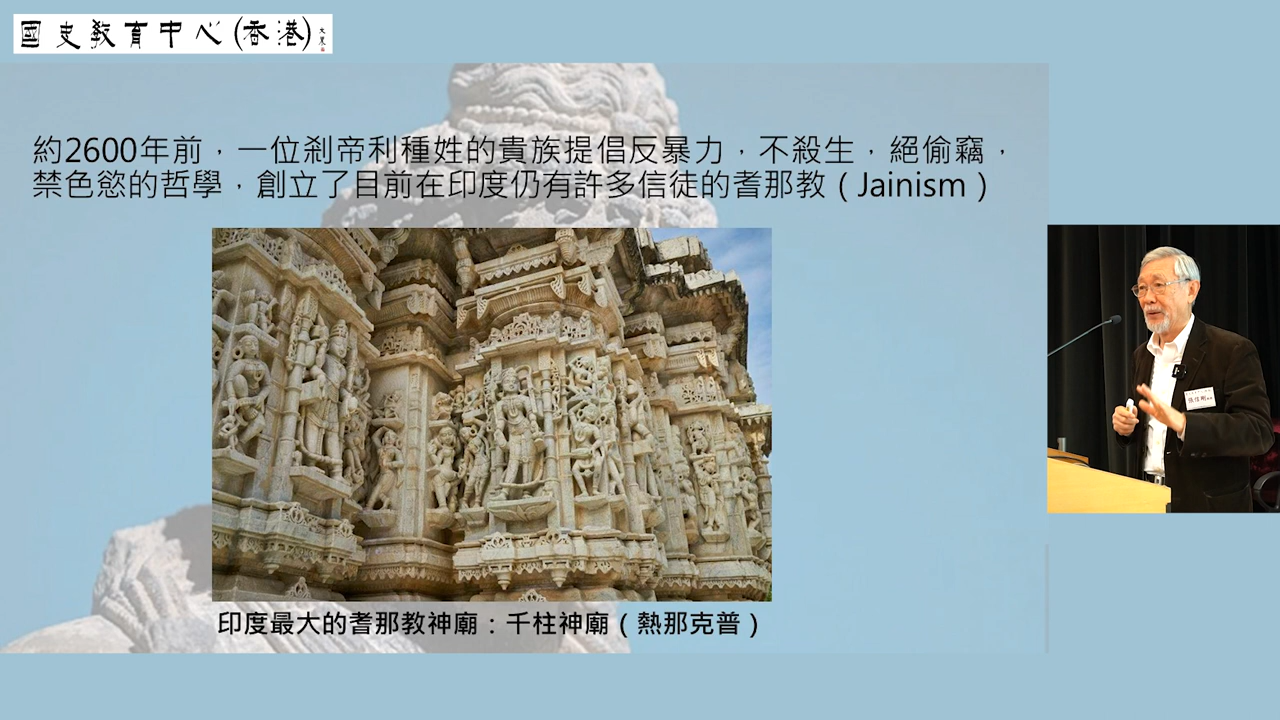 國史教育中心(香港)
約2600年前，一位剎帝利種姓的貴族提倡反暴力，不殺生，絕偷竊，
禁色慾的哲學，創立了目前在印度仍有許多信徒的耆那教（Jainism）
印度最大的耆那教神廟：千柱神廟（熱那克普）
張信剛